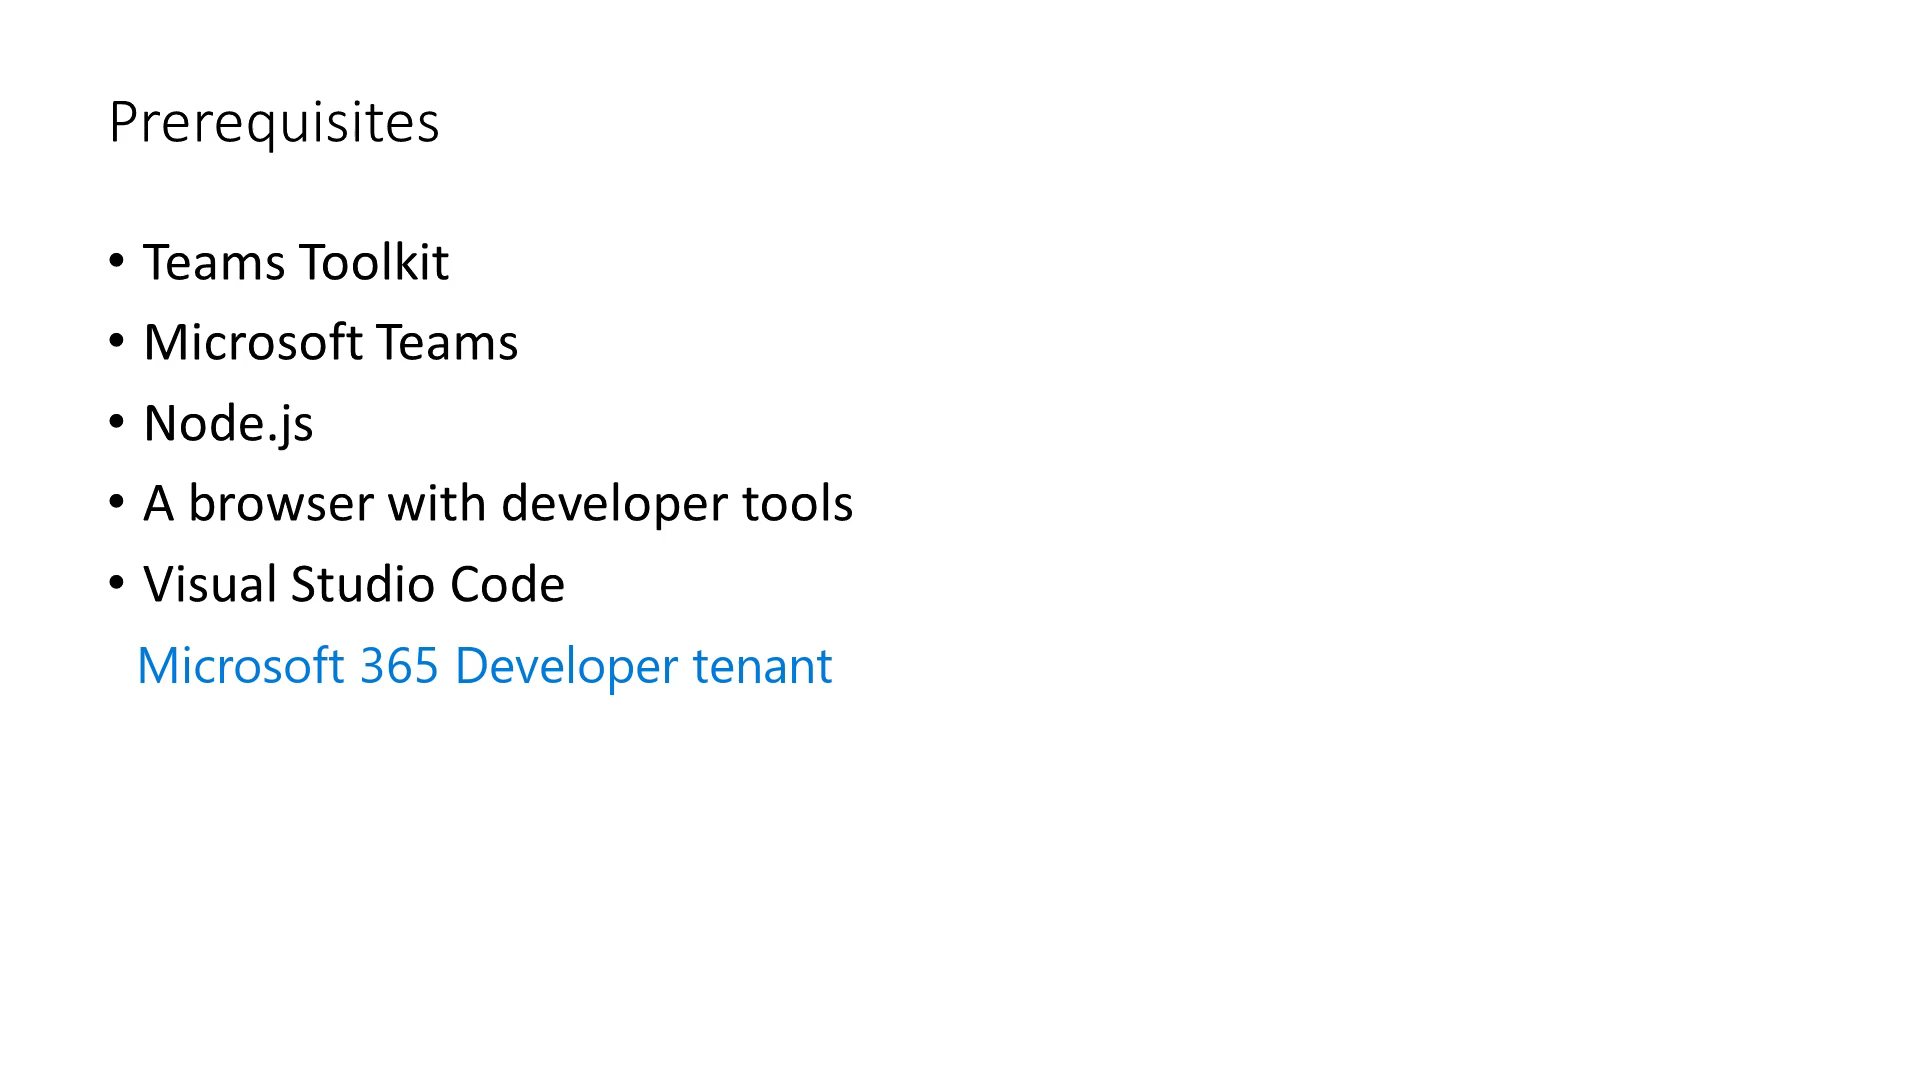 Prerequisites
• Teams Toolkit
• Microsoft Teams
• Node.js
• A browser with developer tools
• Visual Studio Code
Microsoft 365 Developer tenant